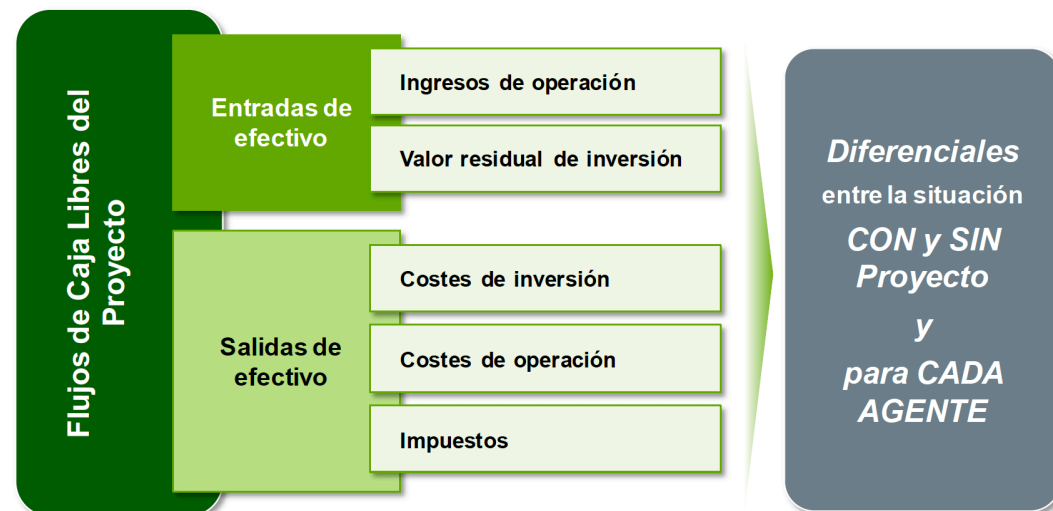 Flujos de Caja Libres del
Proyecto
Entradas de
efectivo
Ingresos de operación
Valor residual de inversión
Salidas de
efectivo
Costes de inversión
Costes de operación
Impuestos
Diferenciales
entre la situación
CON y SIN
Proyecto
y
para CADA
AGENTE